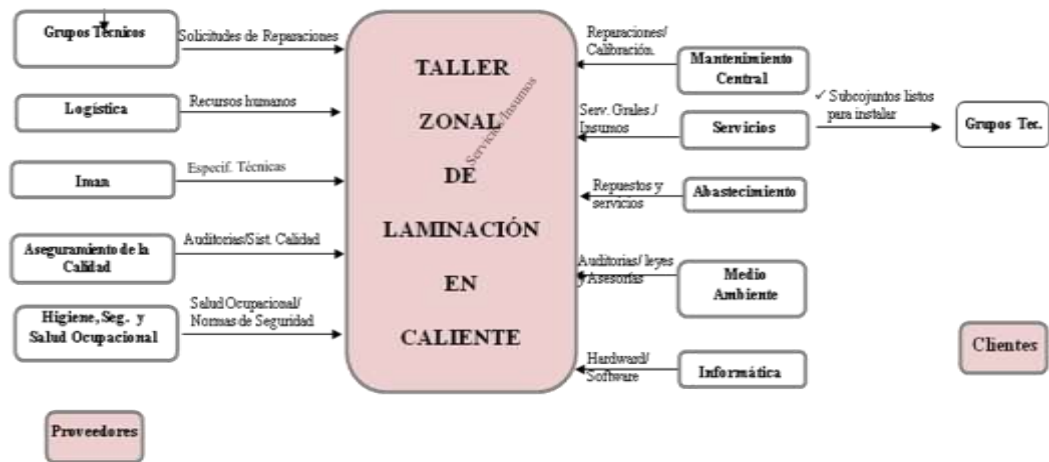 Grupos Técnicos
Solicitudes de Reparaciones
Logística
Recursos humanos
Iman
Especif. Técnicas
Aseguramiento de la
Calidad
Auditorias/Sist. Calidad
Higiene, Seg. y
Salud Ocupacional
Salud Ocupacional/
Normas de Seguridad
Proveedores
TALLER
ZONAL
DE
LAMINACIÓN
EN
CALIENTE
Servicios/Insumos
Reparaciones/
Calibración.
Mantenimiento
Central
Serv. Grales /
Insumos
Servicios
✓ Subcojuntos listos
para instalar
Grupos Tec.
Repuestos y
servicios
Abastecimiento
Auditorias/ leyes
y Asesorías
Medio
Ambiente
Hardward/
Software
Informática
Clientes